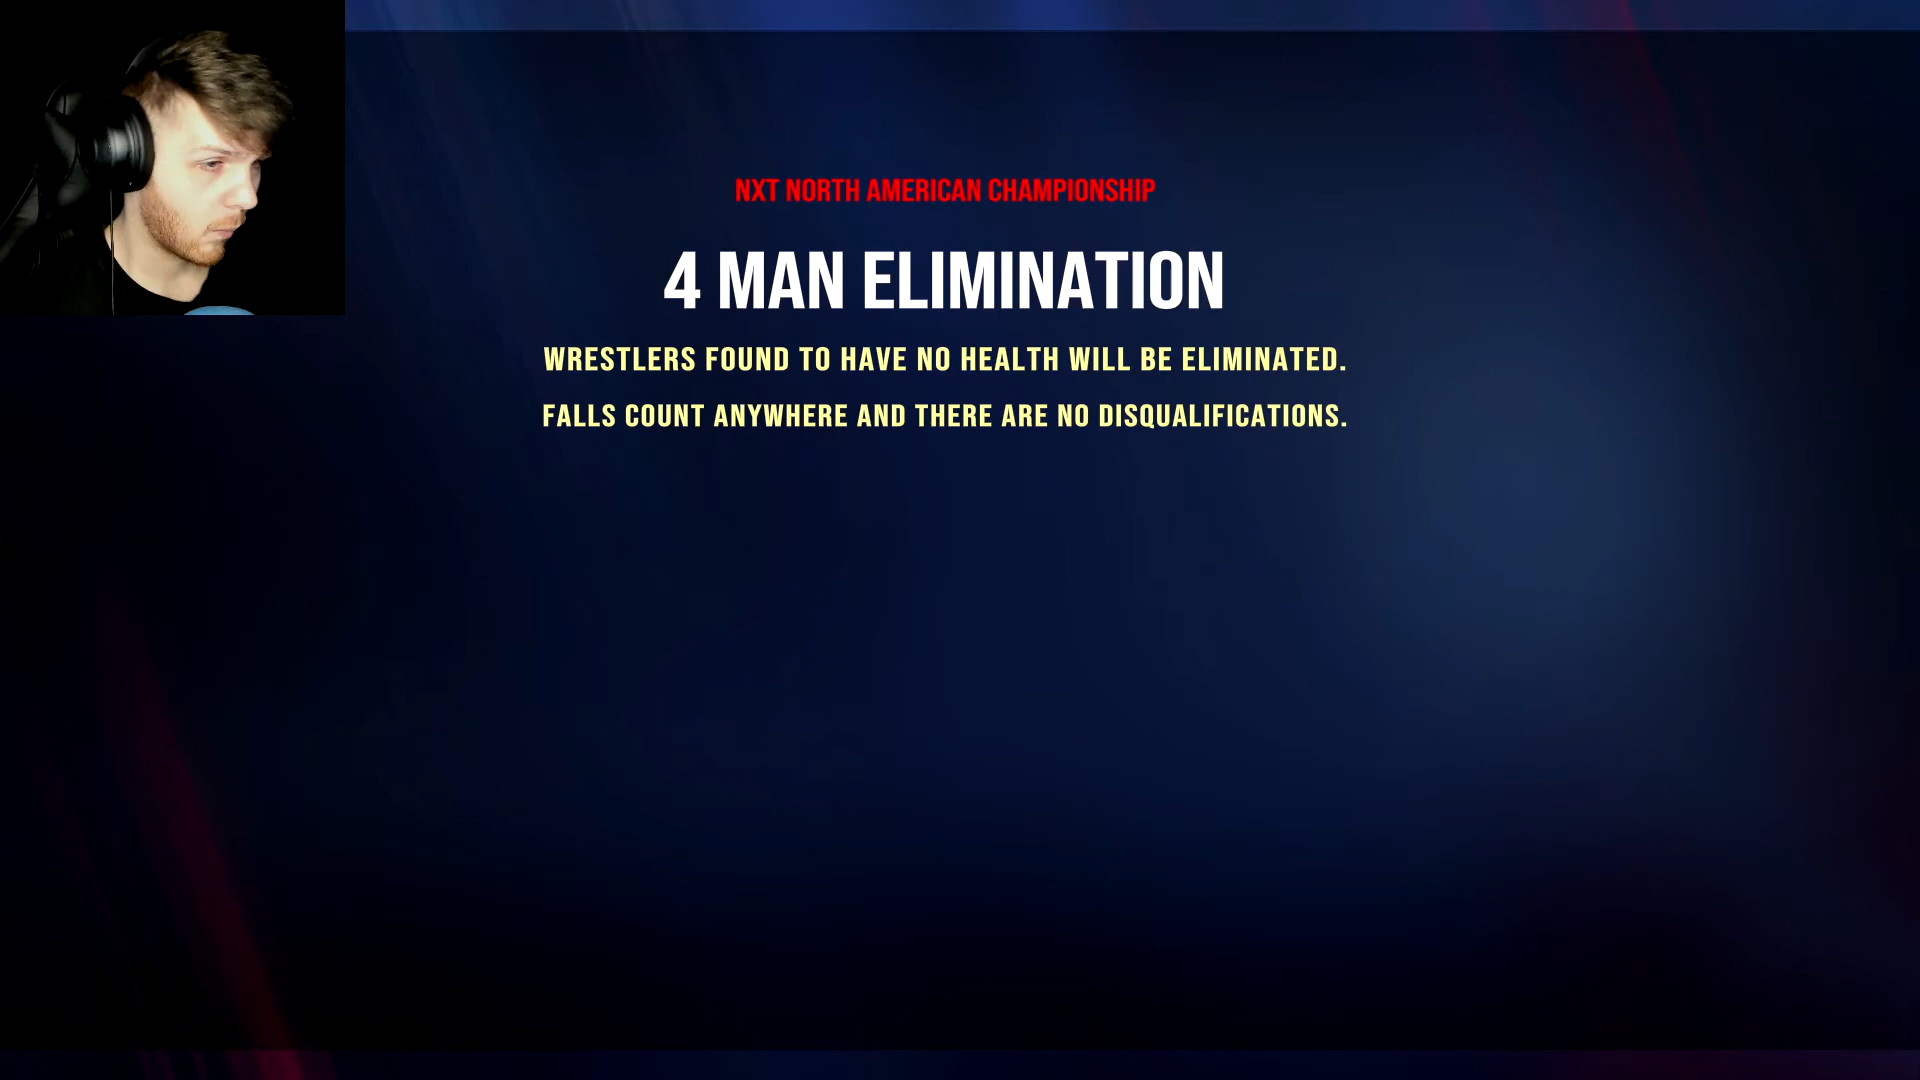 NXT NORTH AMERICAN CHAMPIONSHIP
4 MAN ELIMINATION
WRESTLERS FOUND TO HAVE NO HEALTH WILL BE ELIMINATED.
FALLS COUNT ANYWHERE AND THERE ARE NO DISQUALIFICATIONS.